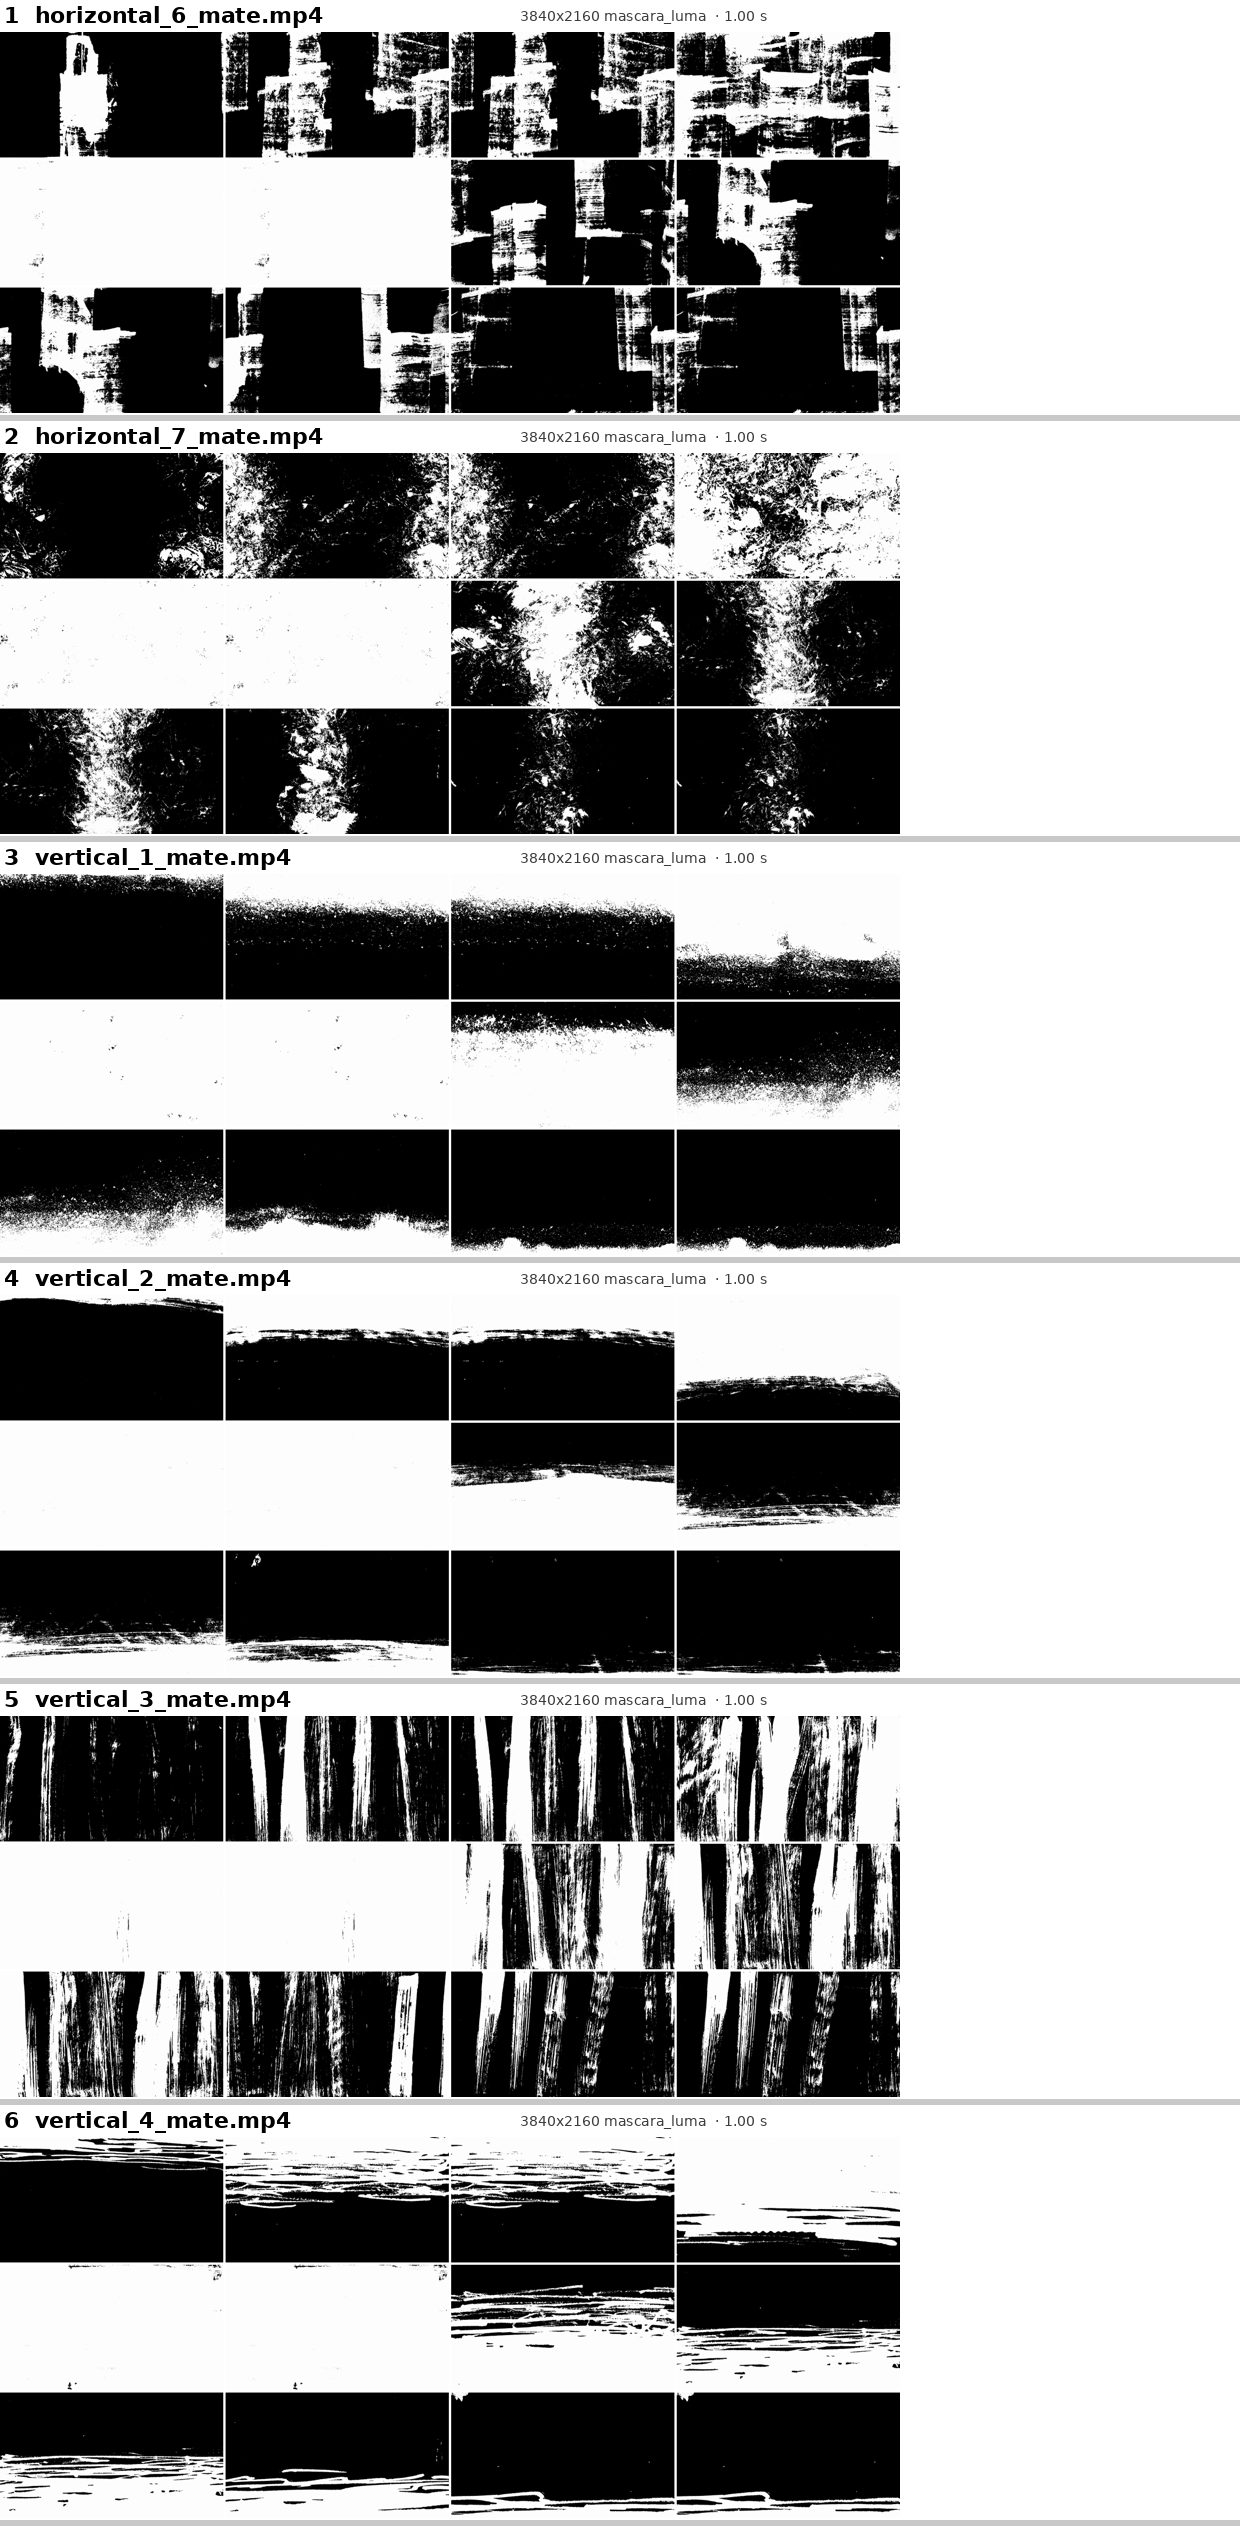 1 horizontal_6_mate.mp4 3840x2160 mascara_luma · 1.00 s
2 horizontal_7_mate.mp4 3840x2160 mascara_luma · 1.00 s
3 vertical_1_mate.mp4 3840x2160 mascara_luma · 1.00 s
4 vertical_2_mate.mp4 3840x2160 mascara_luma · 1.00 s
5 vertical_3_mate.mp4 3840x2160 mascara_luma · 1.00 s
6 vertical_4_mate.mp4 3840x2160 mascara_luma · 1.00 s